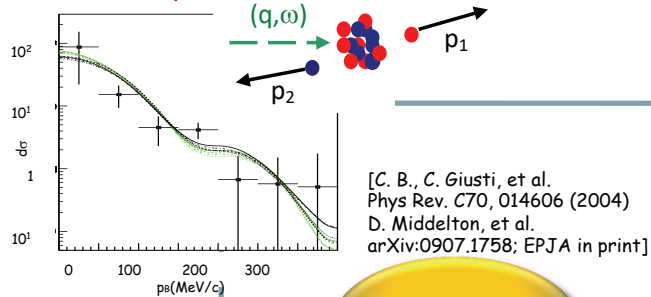 (q,ω)
p1
p2
10²
10¹
1
10¹
dσ
0 100 200 300
pB(MeV/c)
[C. B., C. Giusti, et al.
Phys Rev. C70, 014606 (2004)
D. Middelton, et al.
arXiv:0907.1758; EPJA in print]